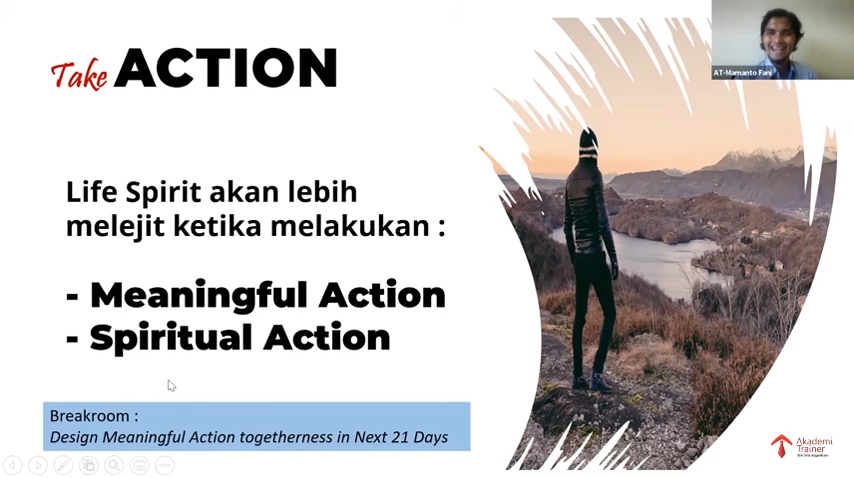 Take ACTION
AT-Mamanto Fani
Life Spirit akan lebih
melejit ketika melakukan :
- Meaningful Action
- Spiritual Action
Breakroom :
Design Meaningful Action togetherness in Next 21 Days
Akademi
Trainer